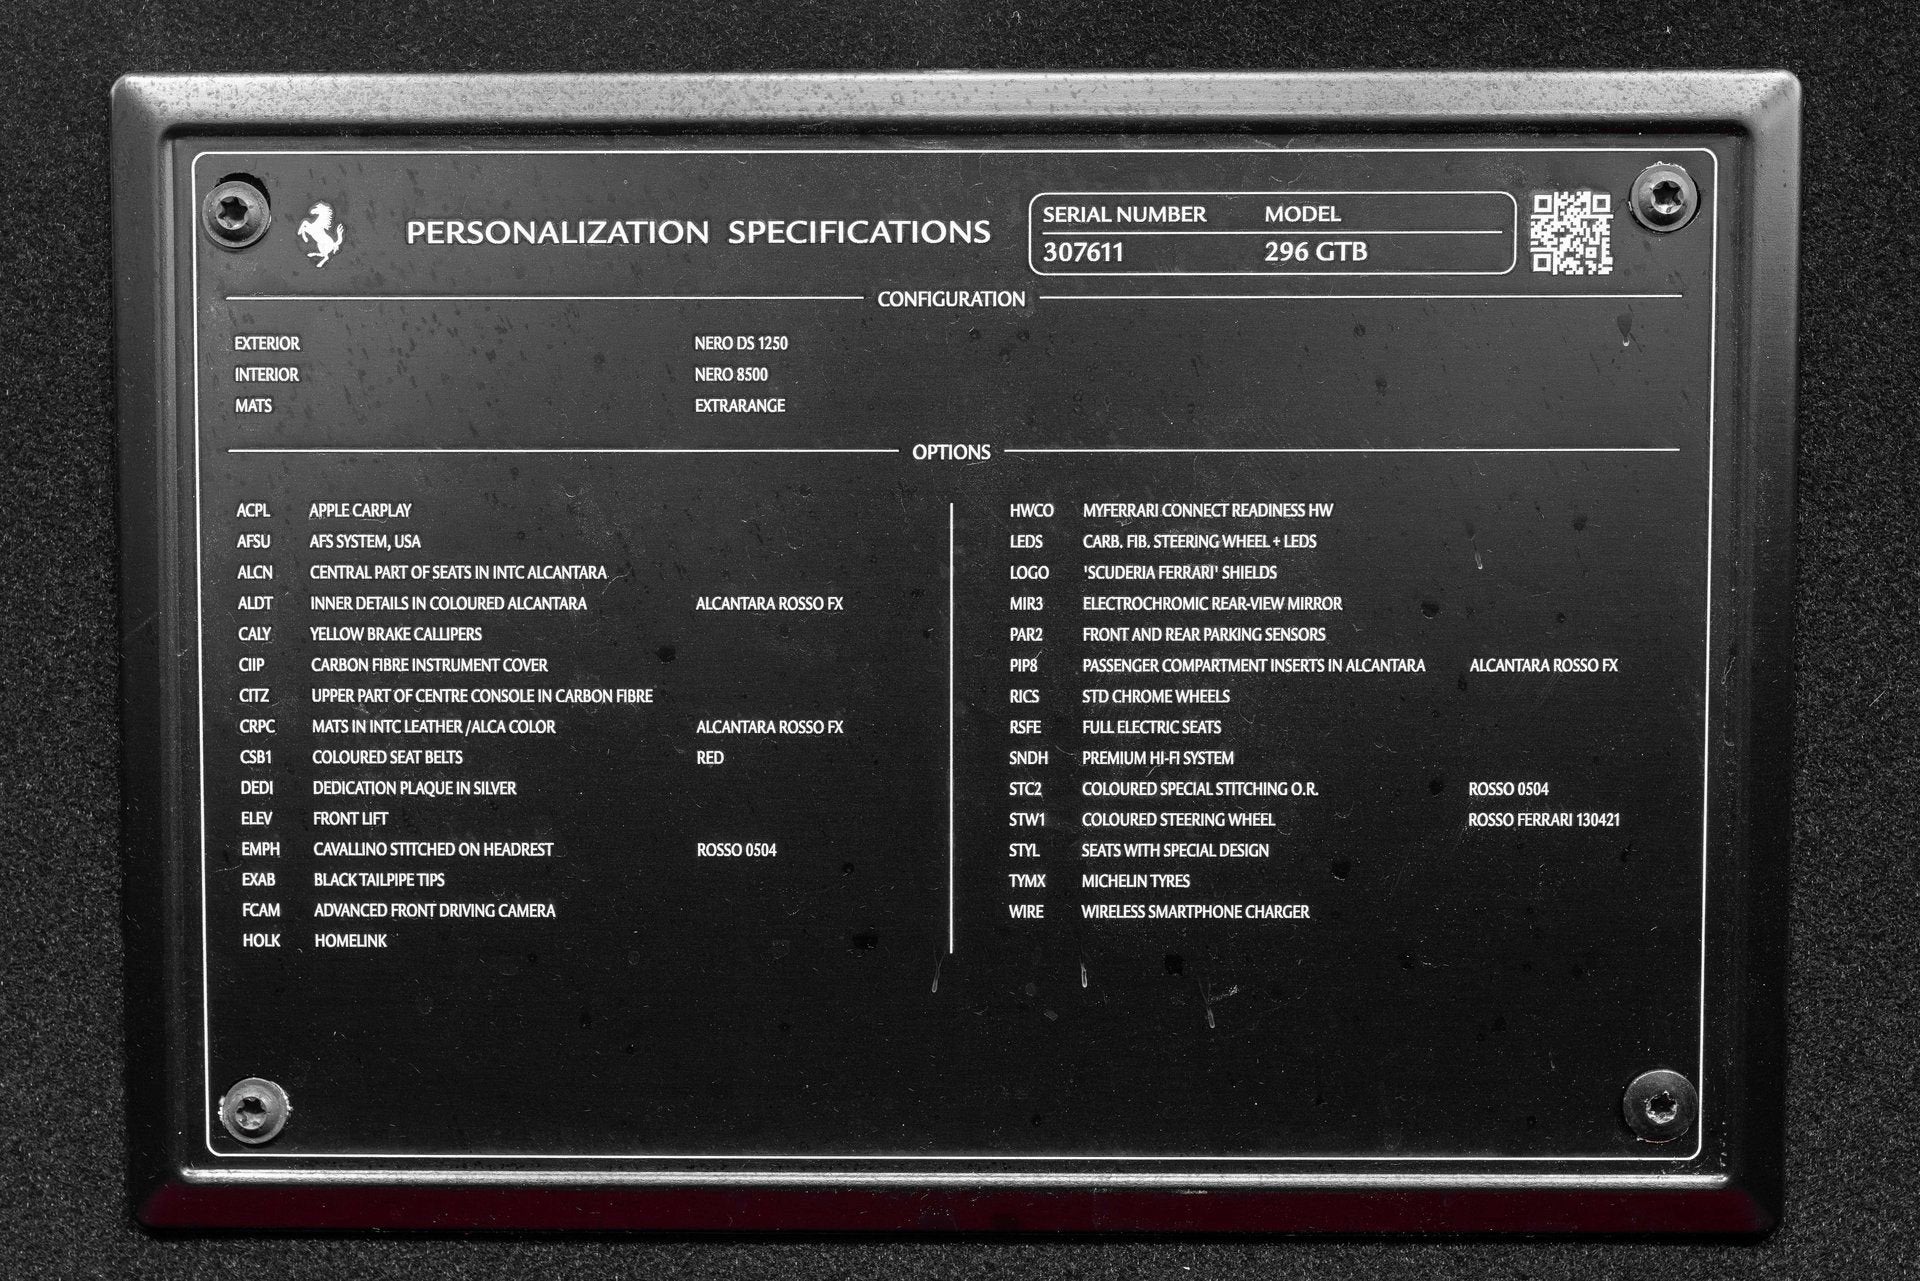 PERSONALIZATION SPECIFICATIONS
SERIAL NUMBER MODEL
307611 296 GTB
CONFIGURATION
EXTERIOR NERO DS 1250
INTERIOR NERO 8500
MATS EXTRARANGE
OPTIONS
ACPL APPLE CARPLAY
AFSU AFS SYSTEM, USA
ALCN CENTRAL PART OF SEATS IN INTC ALCANTARA
ALDT INNER DETAILS IN COLOURED ALCANTARA ALCANTARA ROSSO FX
CALY YELLOW BRAKE CALLIPERS
CIIP CARBON FIBRE INSTRUMENT COVER
CITZ UPPER PART OF CENTRE CONSOLE IN CARBON FIBRE
CRPC MATS IN INTC LEATHER /ALCA COLOR ALCANTARA ROSSO FX
CSB1 COLOURED SEAT BELTS RED
DEDI DEDICATION PLAQUE IN SILVER
ELEV FRONT LIFT
EMPH CAVALLINO STITCHED ON HEADREST ROSSO 0504
EXAB BLACK TAILPIPE TIPS
FCAM ADVANCED FRONT DRIVING CAMERA
HOLK HOMELINK
HWCO MYFERRARI CONNECT READINESS HW
LEDS CARB. FIB. STEERING WHEEL + LEDS
LOGO 'SCUDERIA FERRARI' SHIELDS
MIR3 ELECTROCHROMIC REAR-VIEW MIRROR
PAR2 FRONT AND REAR PARKING SENSORS
PIP8 PASSENGER COMPARTMENT INSERTS IN ALCANTARA ALCANTARA ROSSO FX
RICS STD CHROME WHEELS
RSFE FULL ELECTRIC SEATS
SNDH PREMIUM HI-FI SYSTEM
STC2 COLOURED SPECIAL STITCHING O.R. ROSSO 0504
STW1 COLOURED STEERING WHEEL ROSSO FERRARI 130421
STYL SEATS WITH SPECIAL DESIGN
TYMX MICHELIN TYRES
WIRE WIRELESS SMARTPHONE CHARGER